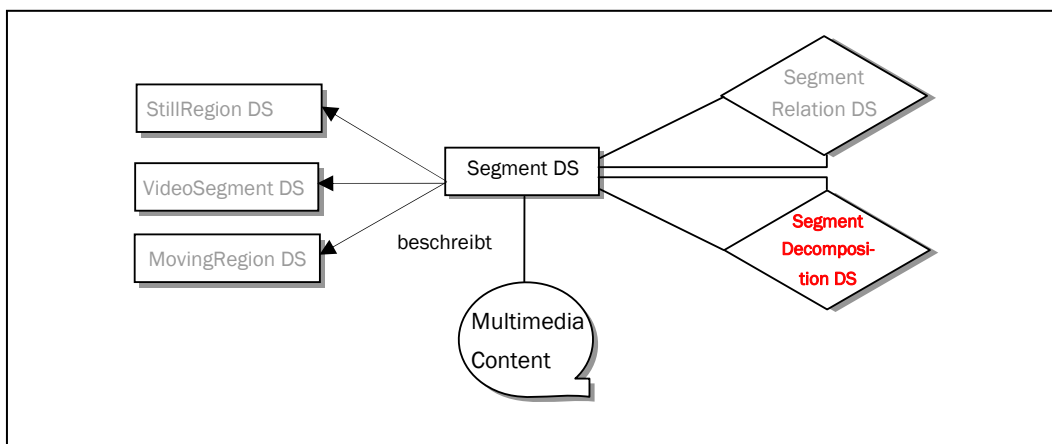 StillRegion DS
VideoSegment DS
MovingRegion DS
Segment DS
beschreibt
Multimedia
Content
Segment
Relation DS
Segment
Decomposi-
tion DS